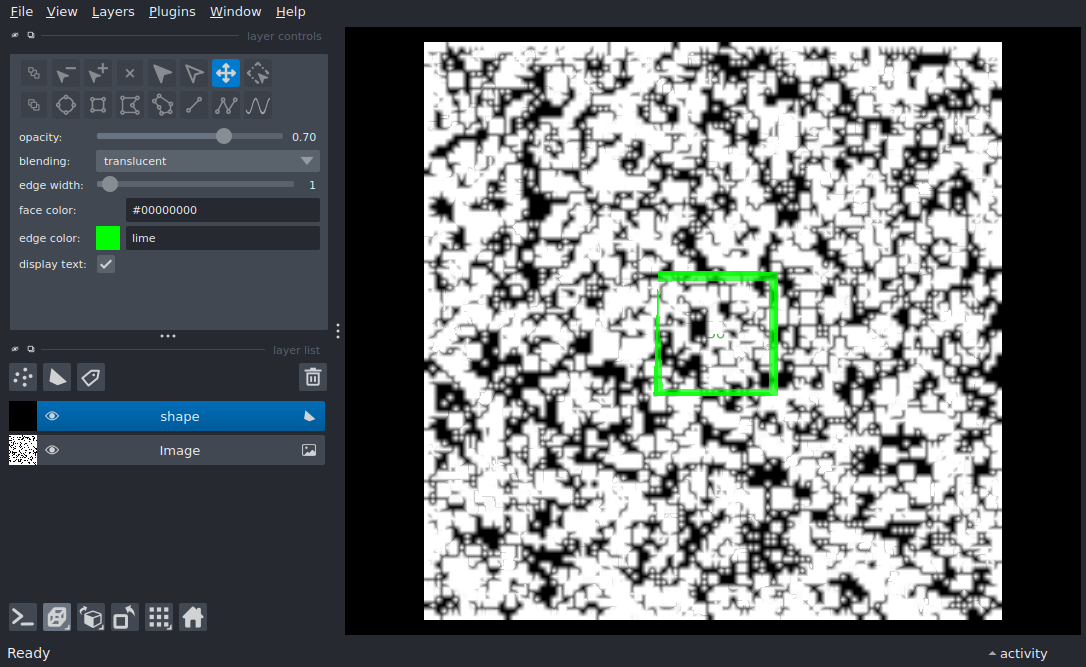 File View Layers Plugins Window Help
layer controls
opacity: 0.70
blending: translucent
edge width: 1
face color: #00000000
edge color: lime
display text:
layer list
shape
Image
Ready
activity